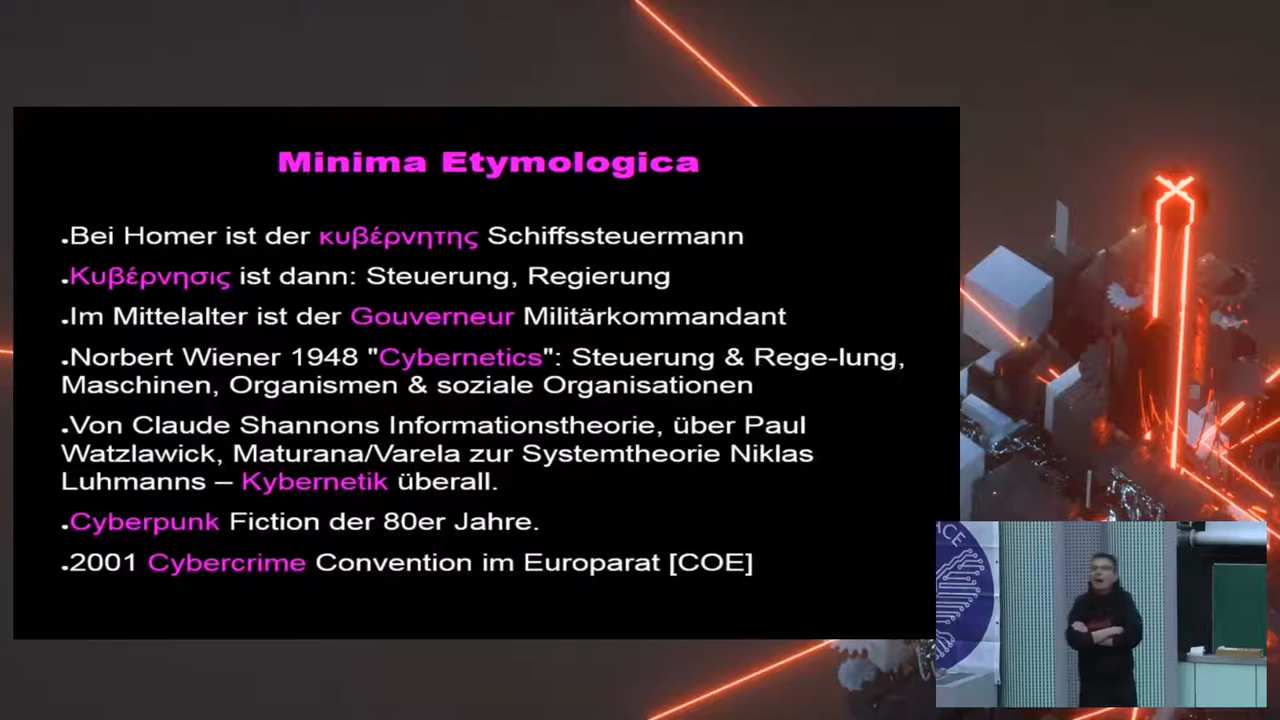 Minima Etymologica
.Bei Homer ist der κυβέρνητης Schiffssteuermann
.Κυβέρνησις ist dann: Steuerung, Regierung
.Im Mittelalter ist der Gouverneur Militärkommandant
.Norbert Wiener 1948 "Cybernetics": Steuerung & Rege-lung,
Maschinen, Organismen & soziale Organisationen
.Von Claude Shannons Informationstheorie, über Paul
Watzlawick, Maturana/Varela zur Systemtheorie Niklas
Luhmanns – Kybernetik überall.
.Cyberpunk Fiction der 80er Jahre.
.2001 Cybercrime Convention im Europarat [COE]